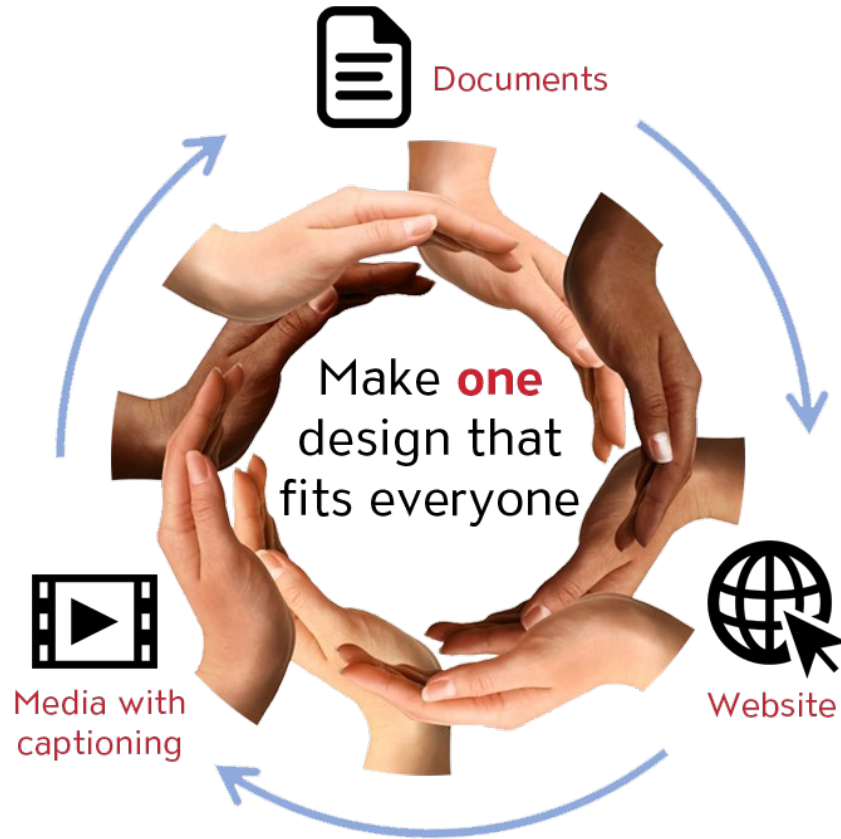 Documents
Make one
design that
fits everyone
Media with
captioning
Website